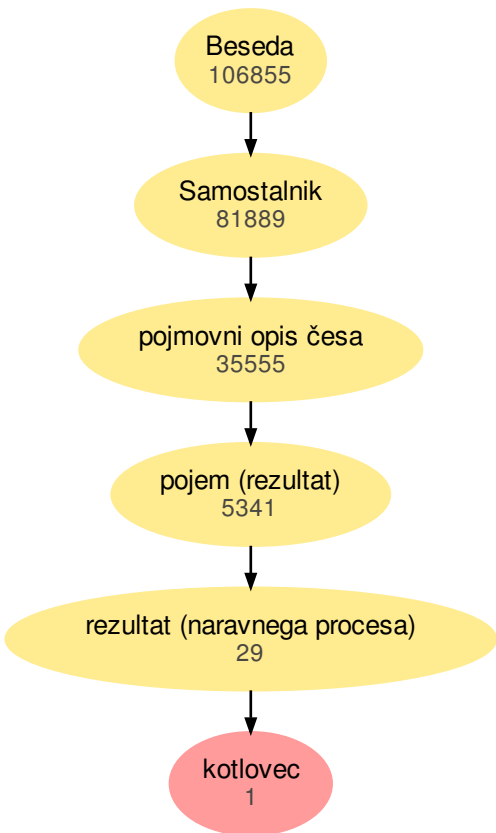 Beseda
106855
Samostalnik
81889
pojmovni opis česa
35555
pojem (rezultat)
5341
rezultat (naravnega procesa)
29
kotlovec
1